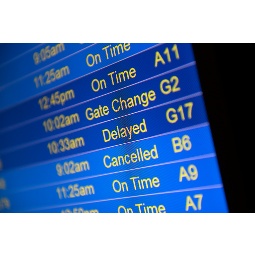 9:05am
11:25am On Time
12:45pm On Time A11
10:02am Gate Change G2
10:33am Delayed G17
9:02am Cancelled B6
11:25am On Time A9
On Time A7